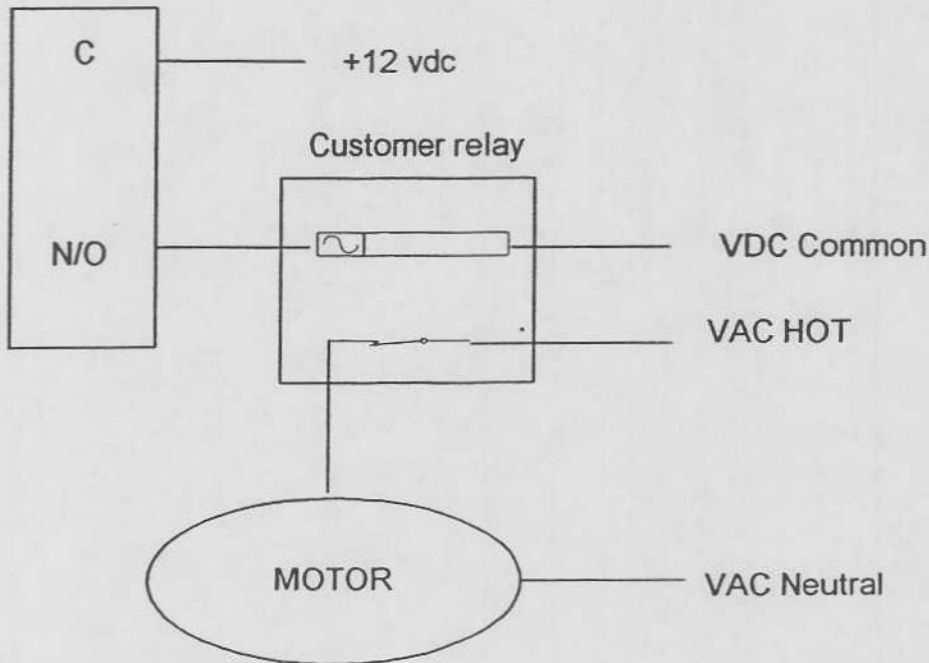 C
+12 vdc
Customer relay
N/O
VDC Common
VAC HOT
MOTOR
VAC Neutral